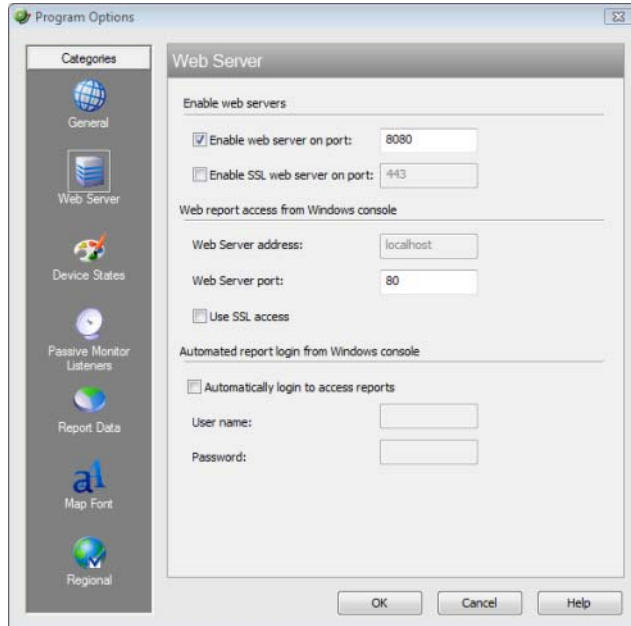 Program Options
Categories
General
Web Server
Device States
Passive Monitor
Listeners
Report Data
Map Font
Regional
Web Server
Enable web servers
Enable web server on port: 8080
Enable SSL web server on port: 443
Web report access from Windows console
Web Server address: localhost
Web Server port: 80
Use SSL access
Automated report login from Windows console
Automatically login to access reports
User name:
Password:
OK Cancel Help